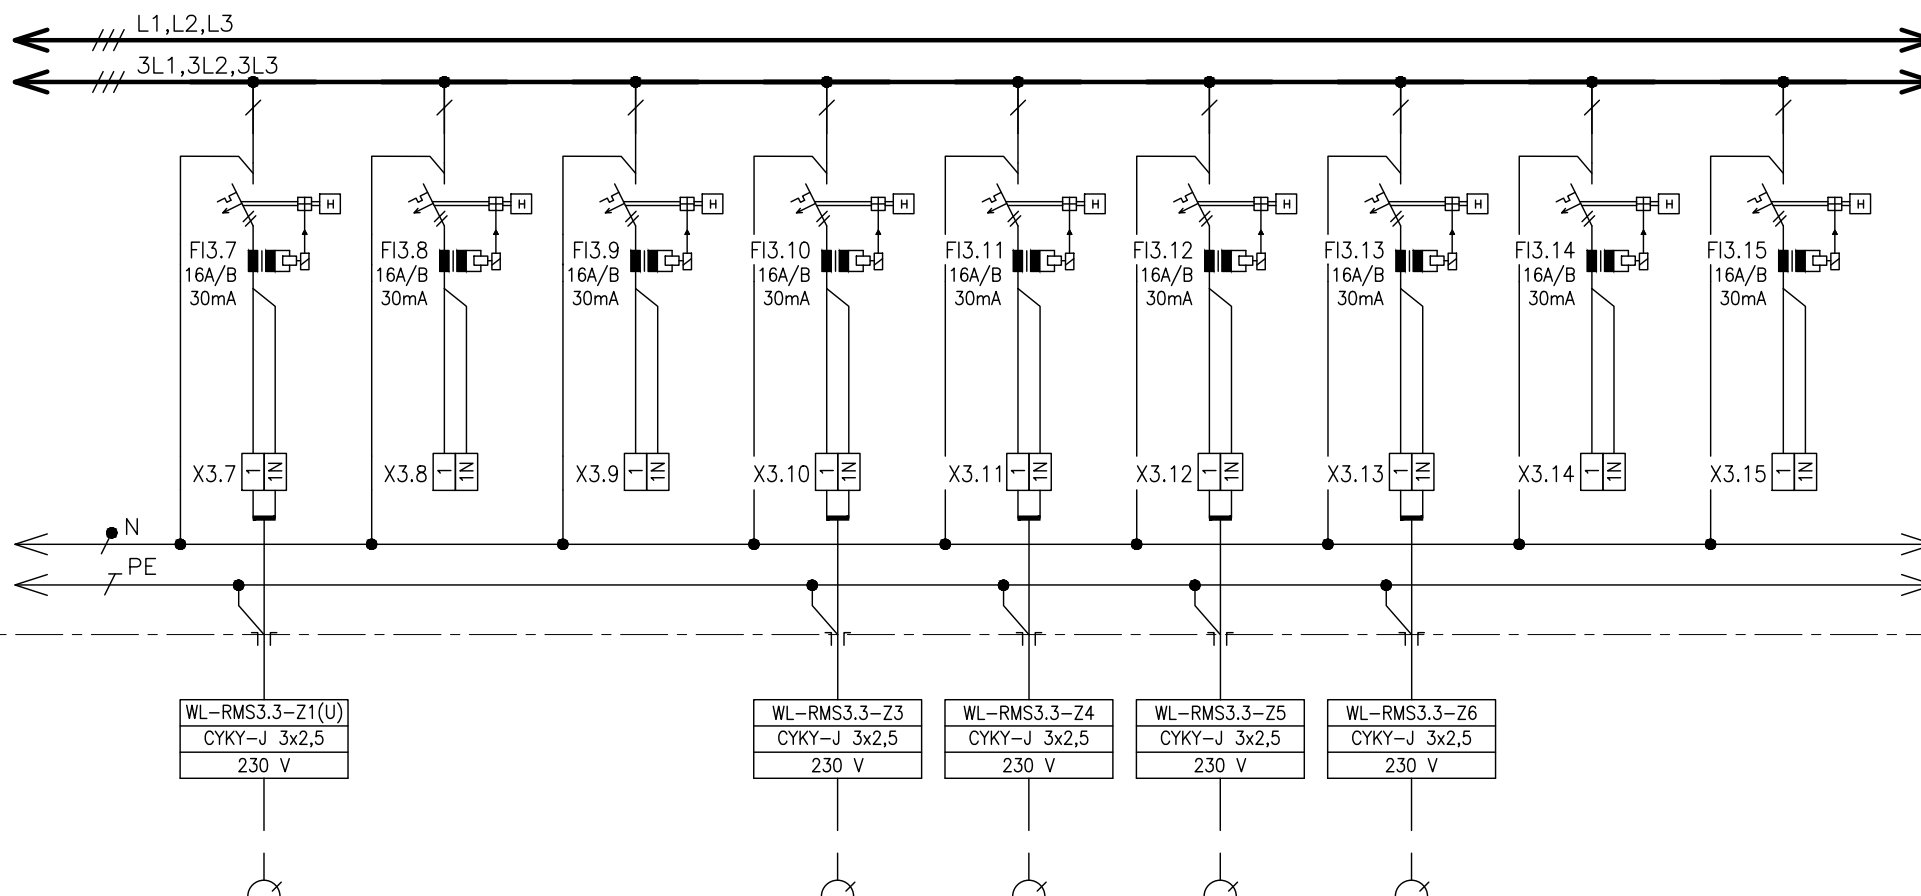 L1,L2,L3
3L1,3L2,3L3
H H H H H H H H H
FI3.7 FI3.8 FI3.9 FI3.10 FI3.11 FI3.12 FI3.13 FI3.14 FI3.15
16A/B 16A/B 16A/B 16A/B 16A/B 16A/B 16A/B 16A/B 16A/B
30mA 30mA 30mA 30mA 30mA 30mA 30mA 30mA 30mA
X3.7 1 1N X3.8 1 1N X3.9 1 1N X3.10 1 1N X3.11 1 1N X3.12 1 1N X3.13 1 1N X3.14 1 1N X3.15 1 1N
N
PE
WL-RMS3.3-Z1(U) WL-RMS3.3-Z3 WL-RMS3.3-Z4 WL-RMS3.3-Z5 WL-RMS3.3-Z6
CYKY-J 3x2,5 CYKY-J 3x2,5 CYKY-J 3x2,5 CYKY-J 3x2,5 CYKY-J 3x2,5
230 V 230 V 230 V 230 V 230 V